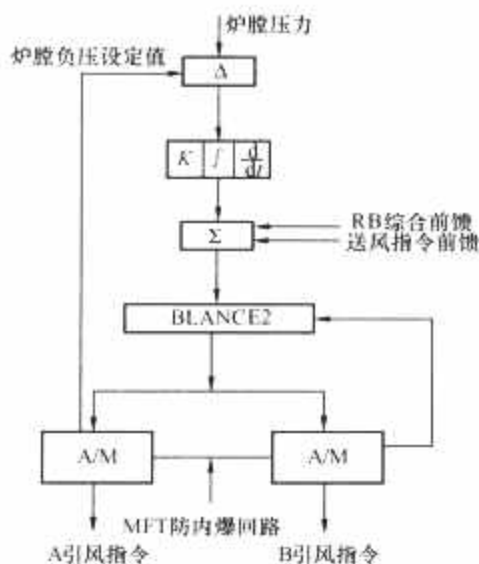 炉膛压力
炉膛负压设定值
Δ
K ∫ d/dt
RB综合前馈
Σ
送风指令前馈
BLANCE2
A/M
A/M
MFT防内爆回路
A引风指令
B引风指令